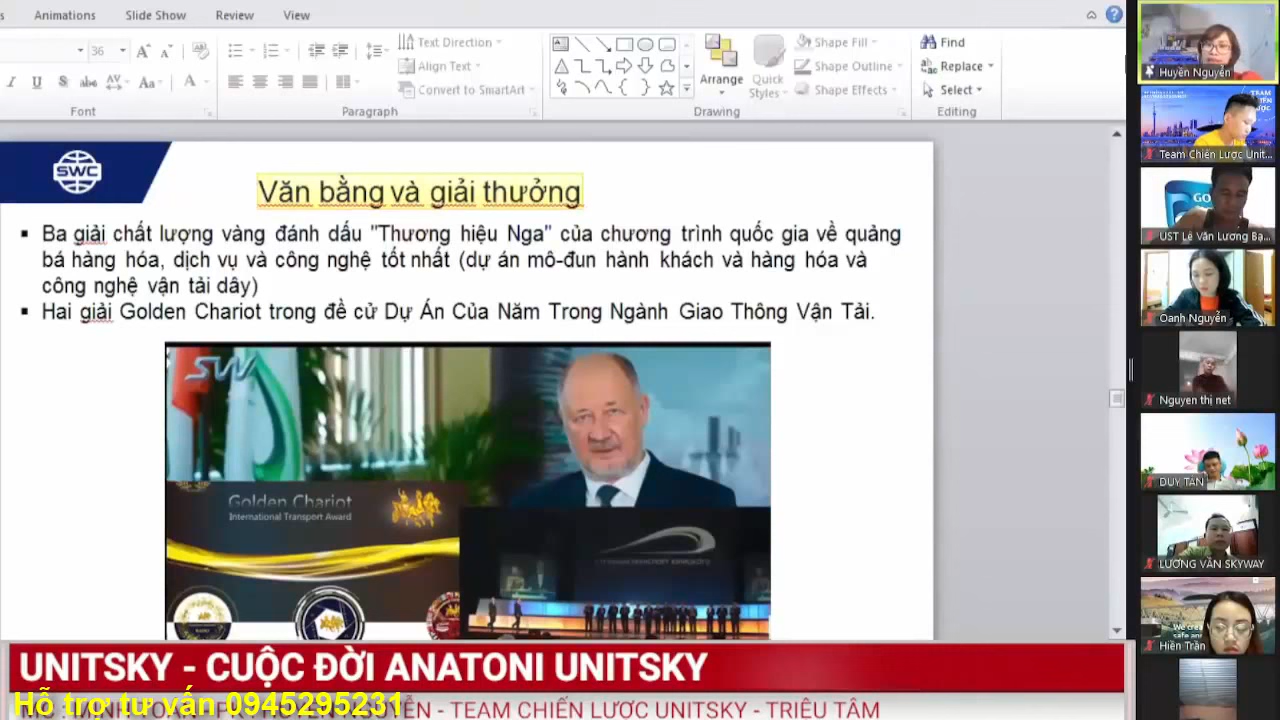 Animations
Slide Show
Review
View
36
Text Direction
Align
Convert to SmartArt
Arrange
Quick
Styles
Shape Fill
Shape Outline
Shape Effects
Find
Replace
Select
Font
Paragraph
Drawing
Editing
SWC
Văn bằng và giải thưởng
Ba giải chất lượng vàng đánh dấu "Thương hiệu Nga" của chương trình quốc gia về quảng
bá hàng hóa, dịch vụ và công nghệ tốt nhất (dự án mô-đun hành khách và hàng hóa và
công nghệ vận tải dây)
Hai giải Golden Chariot trong đề cử Dự Án Của Năm Trong Ngành Giao Thông Vận Tải.
SW
Golden Chariot
International Transport Award
UNITSKY - CUỘC ĐỜI ANATONI UNITSKY
Hỗ trợ tư vấn 0945295231
- TEAM CHIẾN LƯỢC UNITSKY - TRIỆU TÂM
Huyền Nguyễn
Team Chiến Lược Unit...
UST Lê Văn Lương Bạ...
Oanh Nguyễn
Nguyen thị net
DUY TAN
LƯƠNG VĂN SKYWAY
Hiền Trần